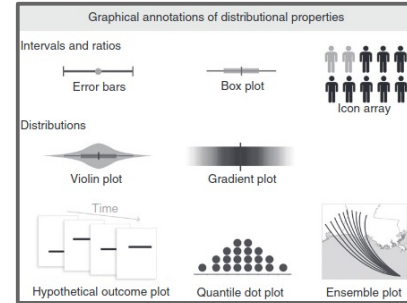 Graphical annotations of distributional properties
Intervals and ratios
Error bars
Box plot
Icon array
Distributions
Violin plot
Gradient plot
Time
Hypothetical outcome plot
Quantile dot plot
Ensemble plot